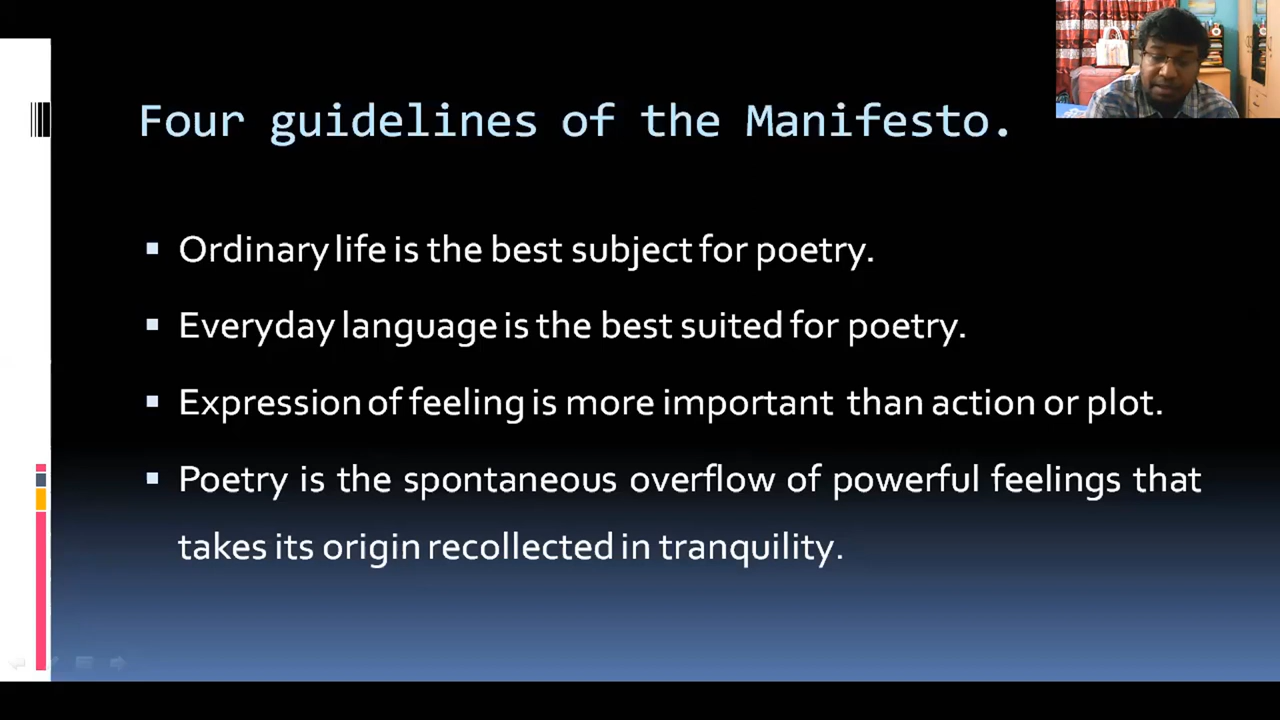 Four guidelines of the Manifesto.
Ordinary life is the best subject for poetry.
Everyday language is the best suited for poetry.
Expression of feeling is more important than action or plot.
Poetry is the spontaneous overflow of powerful feelings that
takes its origin recollected in tranquility.